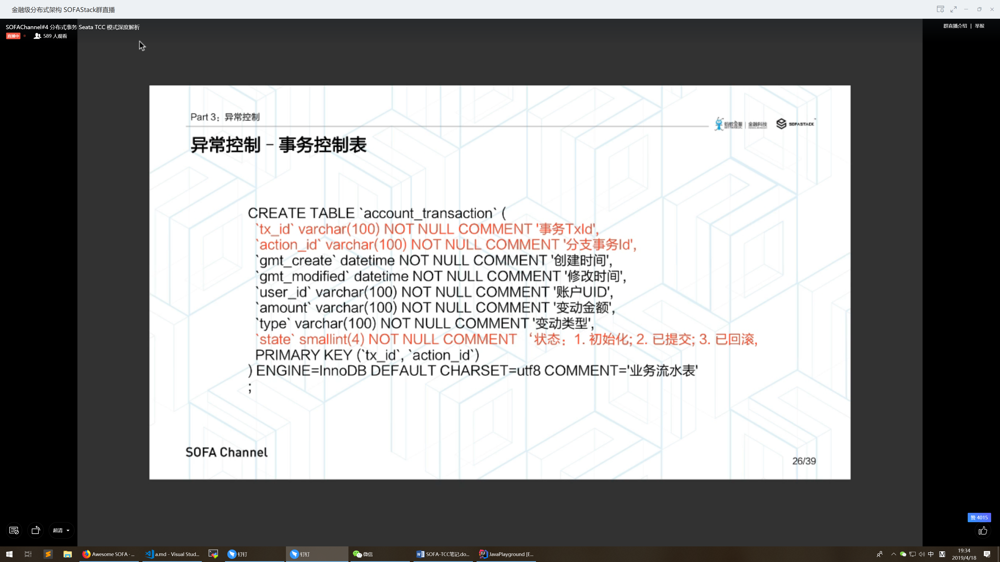 金融级分布式架构 SOFAStack群直播
SOFAChannel#4 分布式事务 Seata TCC 模式深度解析
群直播介绍 | 举报
直播中 589 人观看
Part 3：异常控制
蚂蚁金服 | 金融科技 SOFASTACK
异常控制 - 事务控制表
CREATE TABLE `account_transaction` (
`tx_id` varchar(100) NOT NULL COMMENT '事务TxId',
`action_id` varchar(100) NOT NULL COMMENT '分支事务Id',
`gmt_create` datetime NOT NULL COMMENT '创建时间',
`gmt_modified` datetime NOT NULL COMMENT '修改时间',
`user_id` varchar(100) NOT NULL COMMENT '账户UID',
`amount` varchar(100) NOT NULL COMMENT '变动金额',
`type` varchar(100) NOT NULL COMMENT '变动类型',
`state` smallint(4) NOT NULL COMMENT ‘状态：1. 初始化; 2. 已提交; 3. 已回滚,
PRIMARY KEY (`tx_id`, `action_id`)
) ENGINE=InnoDB DEFAULT CHARSET=utf8 COMMENT='业务流水表'
;
SOFA Channel
26/39
赞 4015
超清
Awesome SOFA · ...
a.md - Visual Stud...
钉钉
钉钉
微信
SOFA-TCC笔记.do...
JavaPlayground [E...
中
19:34
2019/4/18